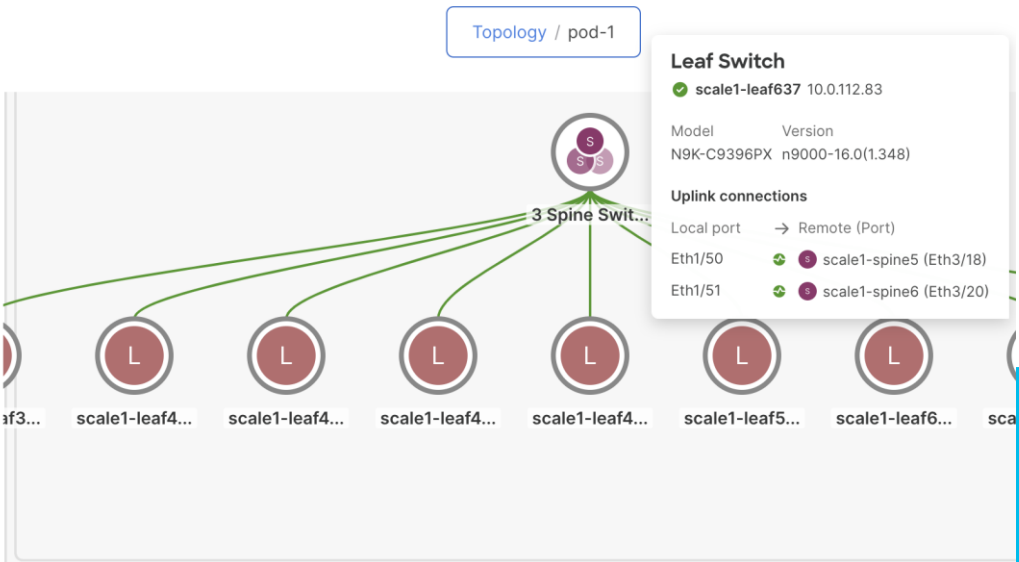 Topology / pod-1
Leaf Switch
scale1-leaf637 10.0.112.83
Model Version
N9K-C9396PX n9000-16.0(1.348)
Uplink connections
Local port → Remote (Port)
Eth1/50 S scale1-spine5 (Eth3/18)
Eth1/51 S scale1-spine6 (Eth3/20)
S
S S
3 Spine Swit...
L L L L L L
af3... scale1-leaf4... scale1-leaf4... scale1-leaf4... scale1-leaf4... scale1-leaf5... scale1-leaf6... sca